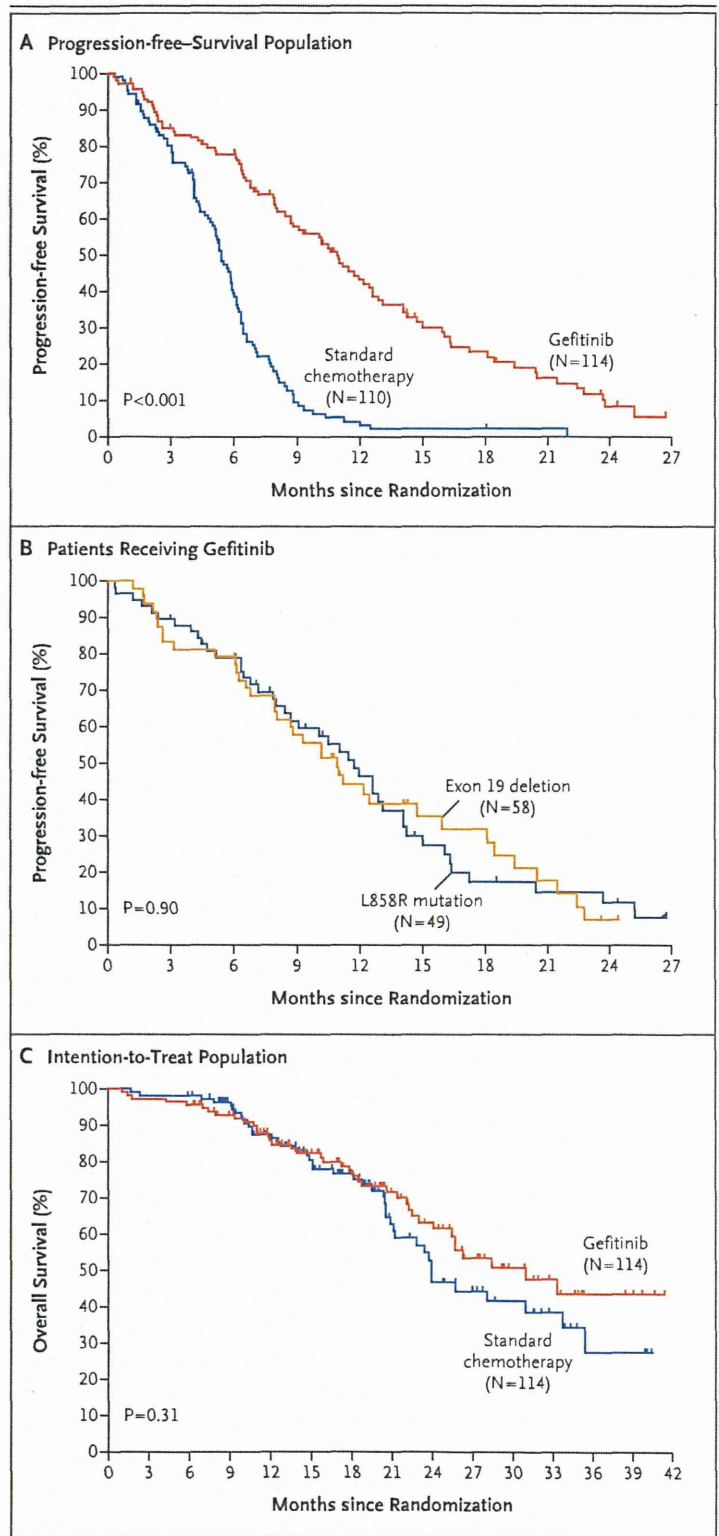 A Progression-free–Survival Population
100
90
80
70
60
50
40
30
20
10
0
Progression-free Survival (%)
Gefitinib
(N=114)
Standard
chemotherapy
(N=110)
P<0.001
0 3 6 9 12 15 18 21 24 27
Months since Randomization
B Patients Receiving Gefitinib
100
90
80
70
60
50
40
30
20
10
0
Progression-free Survival (%)
Exon 19 deletion
(N=58)
L858R mutation
(N=49)
P=0.90
0 3 6 9 12 15 18 21 24 27
Months since Randomization
C Intention-to-Treat Population
100
90
80
70
60
50
40
30
20
10
0
Overall Survival (%)
Gefitinib
(N=114)
Standard
chemotherapy
(N=114)
P=0.31
0 3 6 9 12 15 18 21 24 27 30 33 36 39 42
Months since Randomization